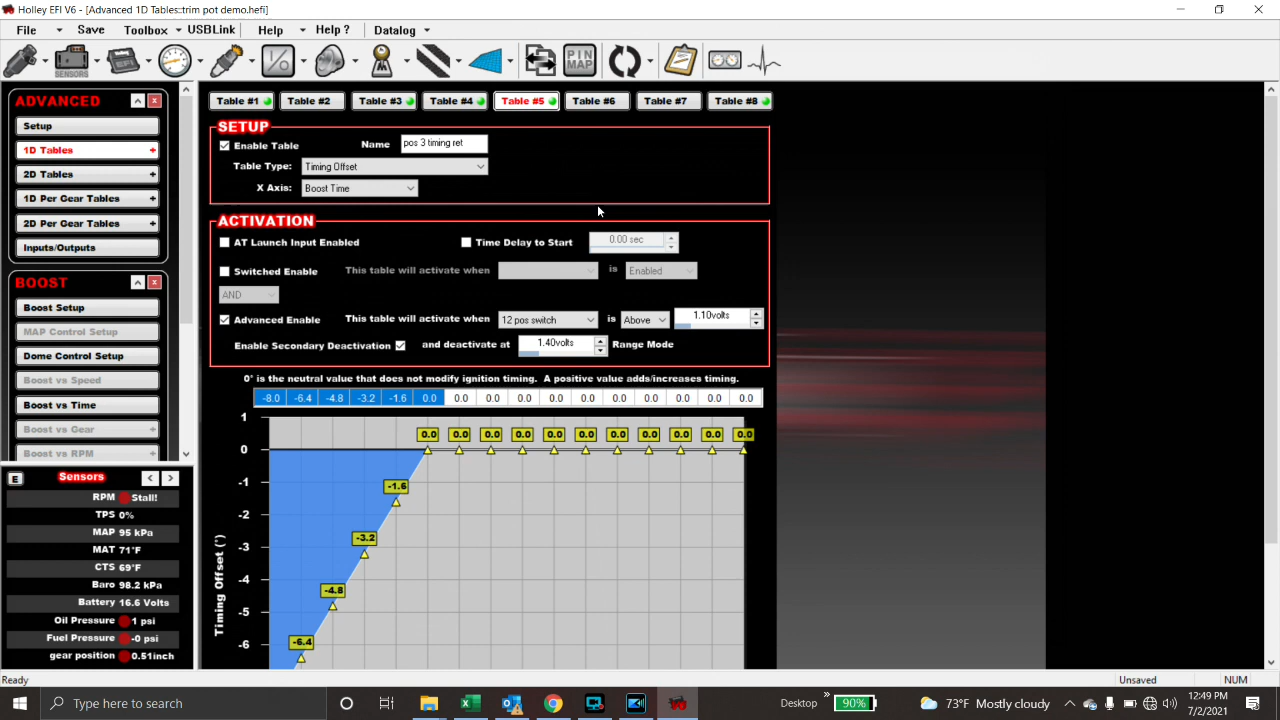 Holley EFI V6 - [Advanced 1D Tables::trim pot demo.hefi]
File Save Toolbox USBLink Help Help ? Datalog
SENSORS EFI I/O PIN MAP
ADVANCED
Setup
1D Tables +
2D Tables +
1D Per Gear Tables +
2D Per Gear Tables +
Inputs/Outputs
BOOST
Boost Setup
MAP Control Setup
Dome Control Setup
Boost vs Speed
Boost vs Time
Boost vs Gear +
Boost vs RPM
E Sensors < >
RPM Stall!
TPS 0%
MAP 95 kPa
MAT 71°F
CTS 69°F
Baro 98.2 kPa
Battery 16.6 Volts
Oil Pressure 1 psi
Fuel Pressure -0 psi
gear position 0.51inch
Table #1 Table #2 Table #3 Table #4 Table #5 Table #6 Table #7 Table #8
SETUP
Enable Table Name pos 3 timing ret
Table Type: Timing Offset
X Axis: Boost Time
ACTIVATION
AT Launch Input Enabled Time Delay to Start 0.00 sec
Switched Enable This table will activate when is Enabled
AND
Advanced Enable This table will activate when 12 pos switch is Above 1.10volts
Enable Secondary Deactivation and deactivate at 1.40volts Range Mode
0° is the neutral value that does not modify ignition timing. A positive value adds/increases timing.
-8.0 -6.4 -4.8 -3.2 -1.6 0.0 0.0 0.0 0.0 0.0 0.0 0.0 0.0 0.0 0.0 0.0
1
0.0 0.0 0.0 0.0 0.0 0.0 0.0 0.0 0.0 0.0 0.0
0
-1
-1.6
-2
-3
-3.2
-4
-4.8
-5
-6
-6.4
Timing Offset (°)
Ready Unsaved NUM
Type here to search Desktop » 90% 73°F Mostly cloudy 12:49 PM
7/2/2021